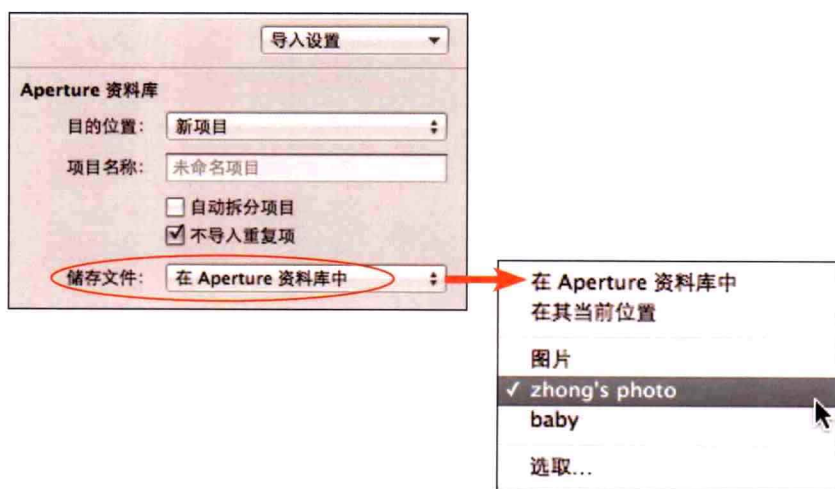 导入设置
Aperture 资料库
目的位置： 新项目
项目名称： 未命名项目
自动拆分项目
不导入重复项
储存文件： 在 Aperture 资料库中
在 Aperture 资料库中
在其当前位置
图片
✓ zhong's photo
baby
选取...